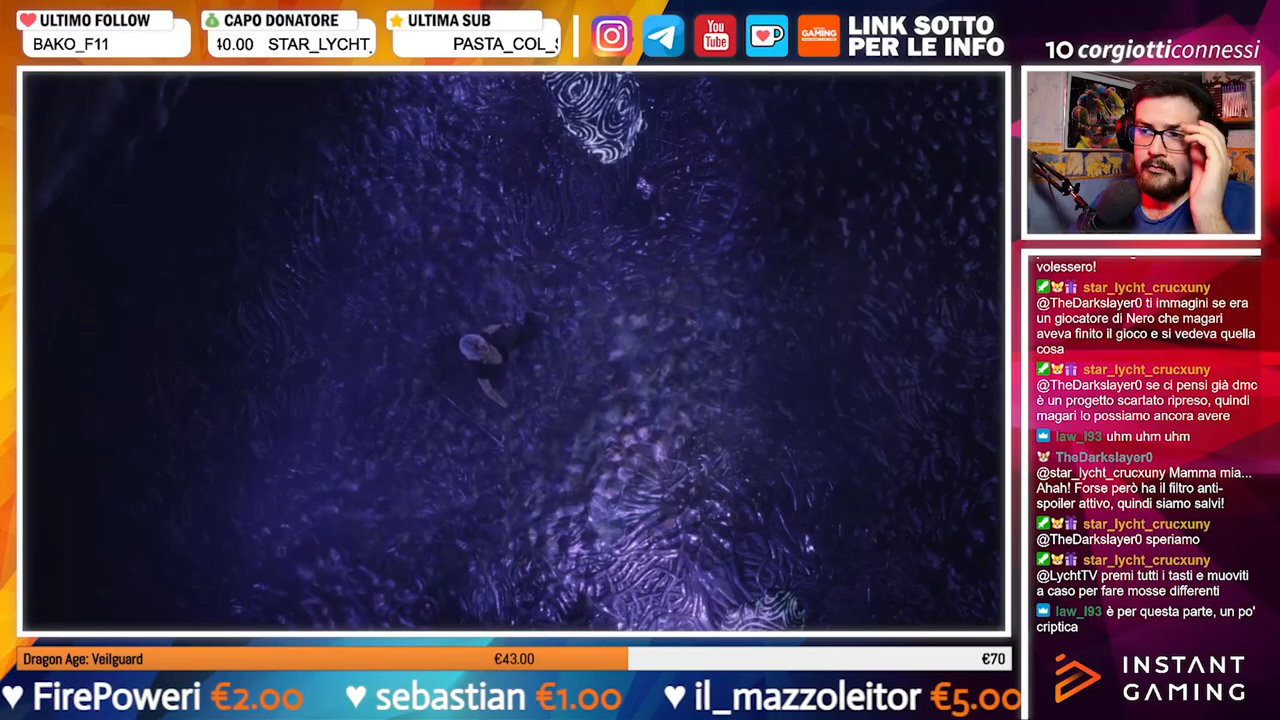 ULTIMO FOLLOW
BAKO_F11
CAPO DONATORE
40.00 STAR_LYCHT_
ULTIMA SUB
PASTA_COL_S
You
Tube
INSTANT
GAMING
LINK SOTTO
PER LE INFO
10 corgiotticonnessi
volessero!
star_lycht_crucxuny
@TheDarkslayer0 ti immagini se era
un giocatore di Nero che magari
aveva finito il gioco e si vedeva quella
cosa
star_lycht_crucxuny
@TheDarkslayer0 se ci pensi già dmc
è un progetto scartato ripreso, quindi
magari lo possiamo ancora avere
law_l93 uhm uhm uhm
TheDarkslayer0
@star_lycht_crucxuny Mamma mia...
Ahah! Forse però ha il filtro anti-
spoiler attivo, quindi siamo salvi!
star_lycht_crucxuny
@TheDarkslayer0 speriamo
star_lycht_crucxuny
@LychtTV premi tutti i tasti e muoviti
a caso per fare mosse differenti
law_l93 è per questa parte, un po'
criptica
Dragon Age: Veilguard €43.00 €70
♥ FirePoweri €2.00 ♥ sebastian €1.00 ♥ il_mazzoleitor €5.00
INSTANT
GAMING